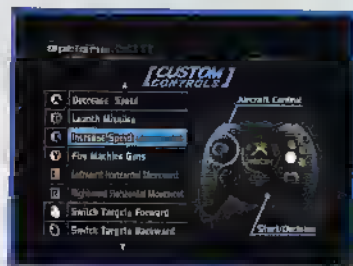 [CUSTOM CONTROLS]
Decrease Speed
Launch Missiles
Increase Speed
Fire Machine Guns
Leftward Horizontal Movement
Rightward Horizontal Movement
Switch Targets Forward
Switch Targets Backward
Aircraft Control
Start/Decision